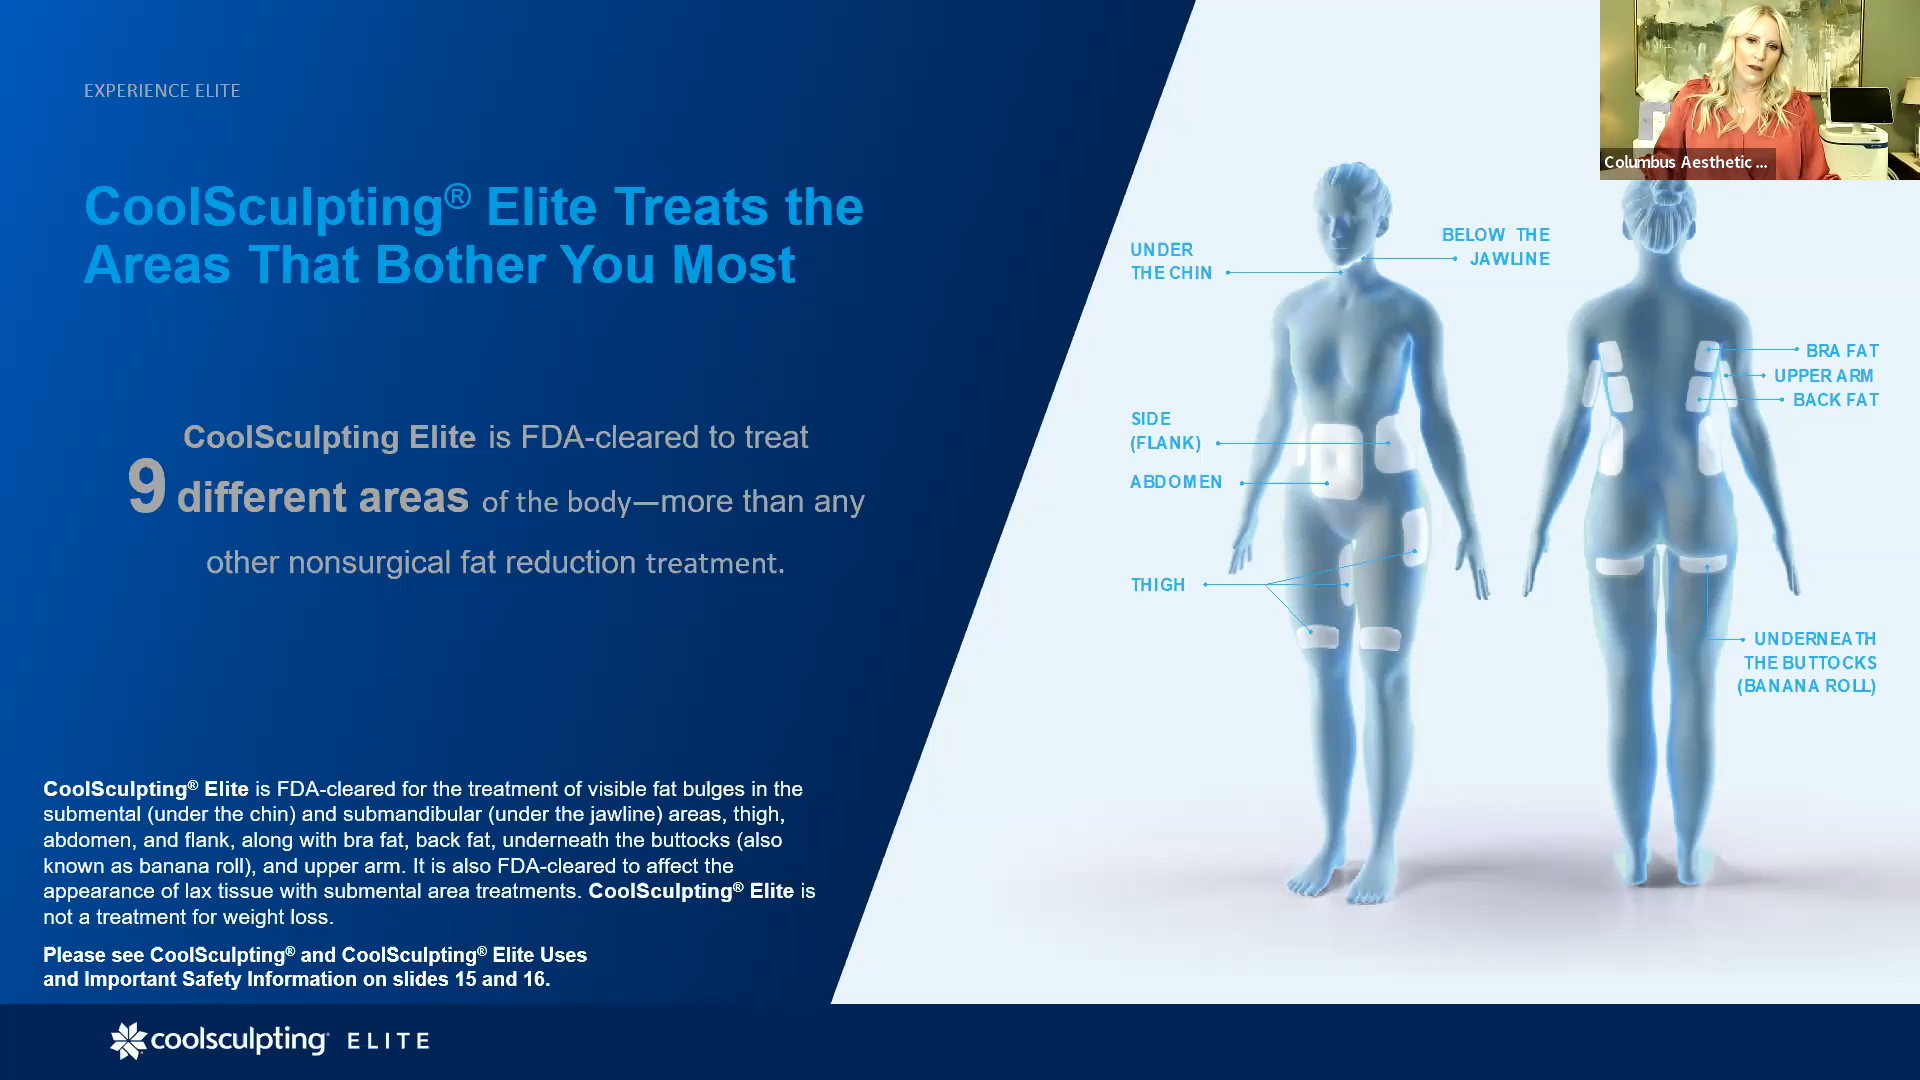 EXPERIENCE ELITE
CoolSculpting® Elite Treats the
Areas That Bother You Most
CoolSculpting Elite is FDA-cleared to treat
9 different areas of the body—more than any
other nonsurgical fat reduction treatment.
CoolSculpting® Elite is FDA-cleared for the treatment of visible fat bulges in the
submental (under the chin) and submandibular (under the jawline) areas, thigh,
abdomen, and flank, along with bra fat, back fat, underneath the buttocks (also
known as banana roll), and upper arm. It is also FDA-cleared to affect the
appearance of lax tissue with submental area treatments. CoolSculpting® Elite is
not a treatment for weight loss.
Please see CoolSculpting® and CoolSculpting® Elite Uses
and Important Safety Information on slides 15 and 16.
coolsculpting ELITE
UNDER
THE CHIN
BELOW THE
JAWLINE
SIDE
(FLANK)
ABDOMEN
THIGH
BRA FAT
UPPER ARM
BACK FAT
UNDERNEATH
THE BUTTOCKS
(BANANA ROLL)
Columbus Aesthetic ...